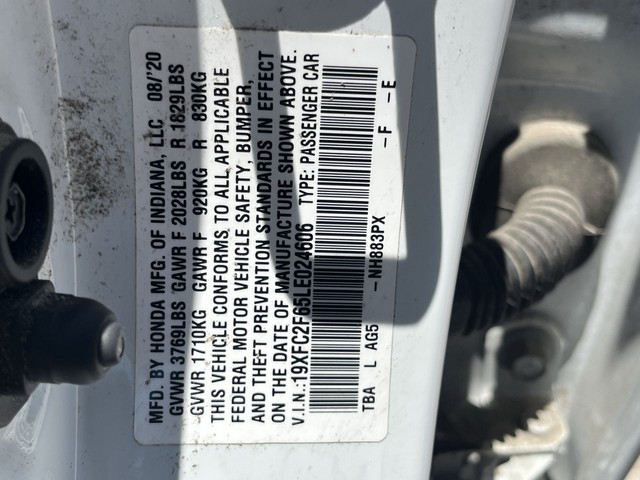 MFD. BY HONDA MFG. OF INDIANA, LLC 08/'20
GVWR 3769LBS GAWR F 2028LBS R 1829LBS
GVWR 1710KG GAWR F 920KG R 830KG
THIS VEHICLE CONFORMS TO ALL APPLICABLE
FEDERAL MOTOR VEHICLE SAFETY, BUMPER,
AND THEFT PREVENTION STANDARDS IN EFFECT
ON THE DATE OF MANUFACTURE SHOWN ABOVE.
V.I.N.:19XFC2F65LE024606 TYPE: PASSENGER CAR
TBA L AG5 -NH883PX -F -E